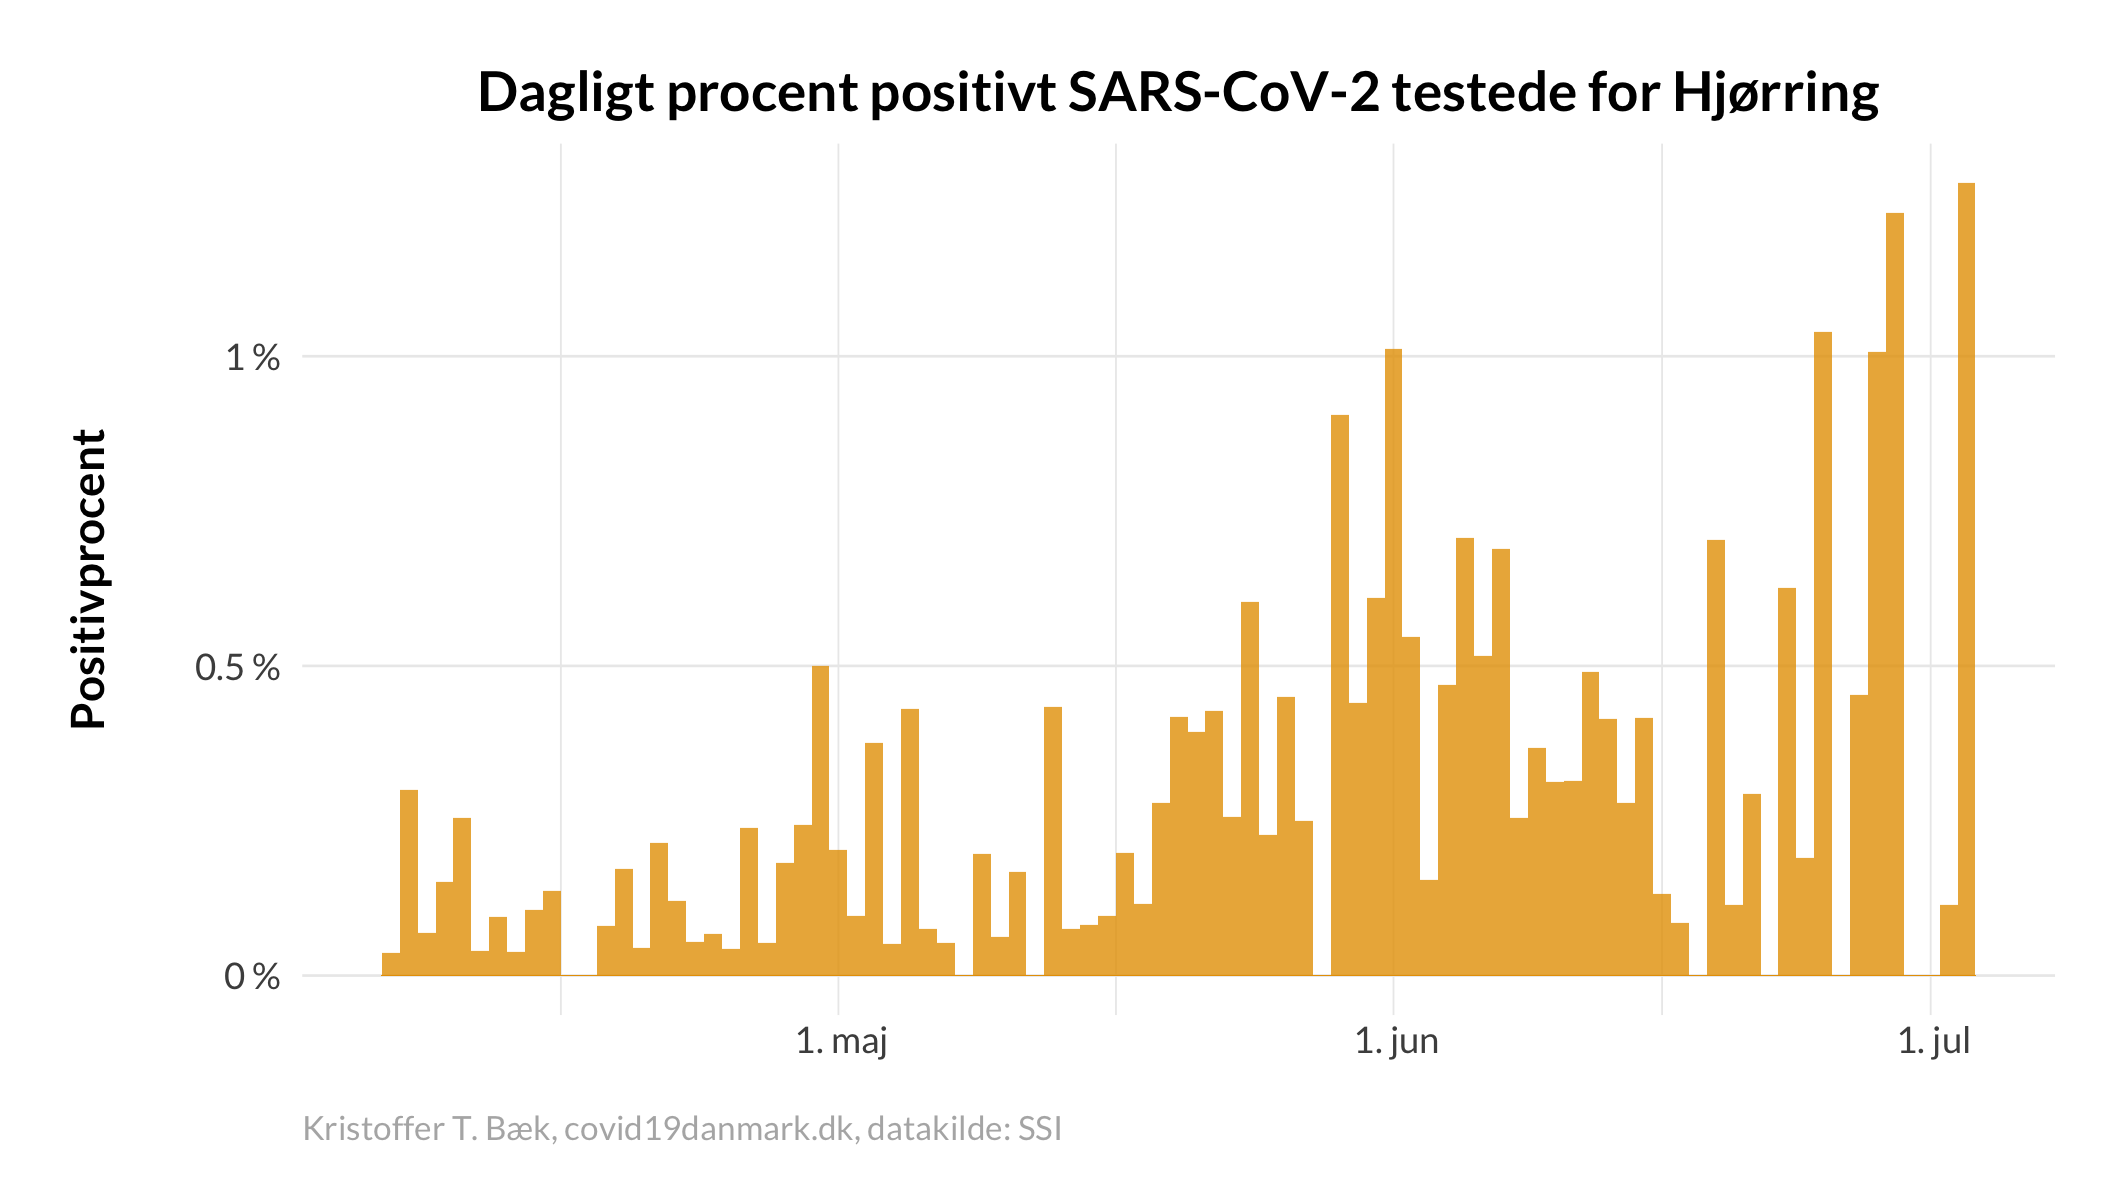 Dagligt procent positivt SARS-CoV-2 testede for Hjørring
Positivprocent
1 %
0.5 %
0 %
1. maj
1. jun
1. jul
Kristoffer T. Bæk, covid19danmark.dk, datakilde: SSI